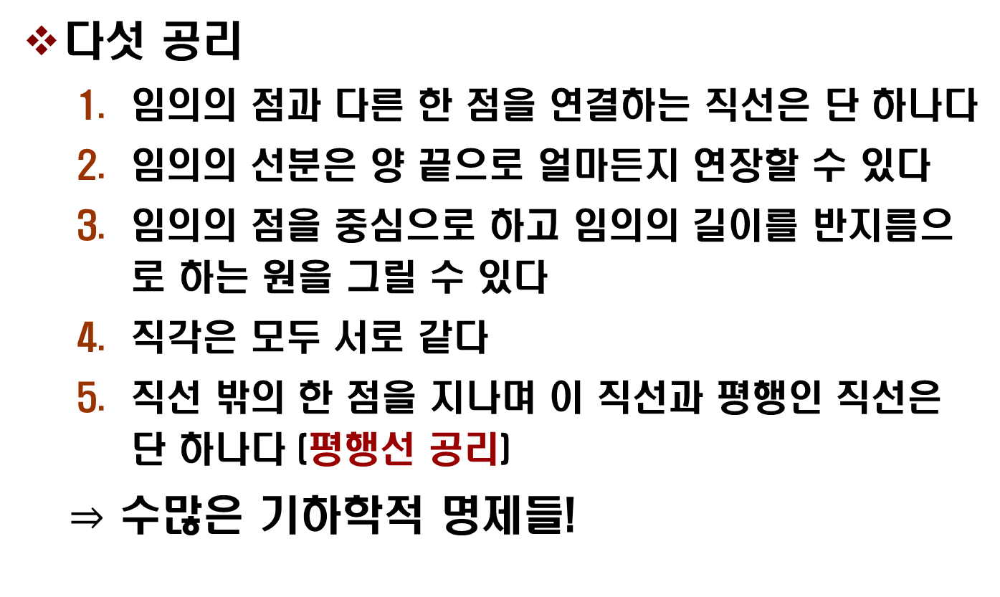 ❖ 다섯 공리
1. 임의의 점과 다른 한 점을 연결하는 직선은 단 하나다
2. 임의의 선분은 양 끝으로 얼마든지 연장할 수 있다
3. 임의의 점을 중심으로 하고 임의의 길이를 반지름으
로 하는 원을 그릴 수 있다
4. 직각은 모두 서로 같다
5. 직선 밖의 한 점을 지나며 이 직선과 평행인 직선은
단 하나다 (평행선 공리)
⇒ 수많은 기하학적 명제들!